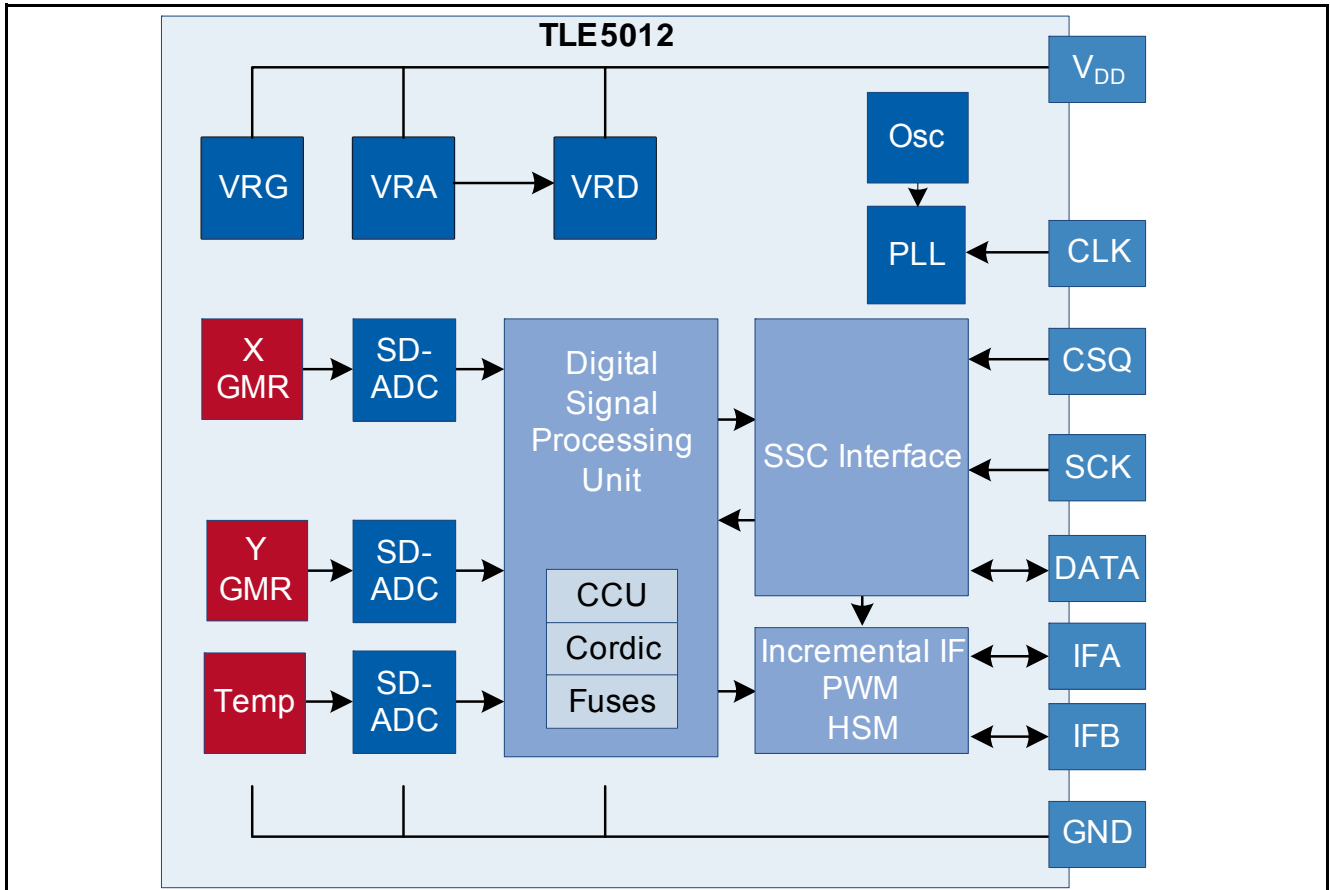 TLE5012
VDD
VRG
VRA
VRD
Osc
PLL
CLK
X
GMR
SD-
ADC
Digital
Signal
Processing
Unit
SSC Interface
CSQ
SCK
DATA
Y
GMR
SD-
ADC
CCU
Cordic
Fuses
Temp
SD-
ADC
Incremental IF
PWM
HSM
IFA
IFB
GND